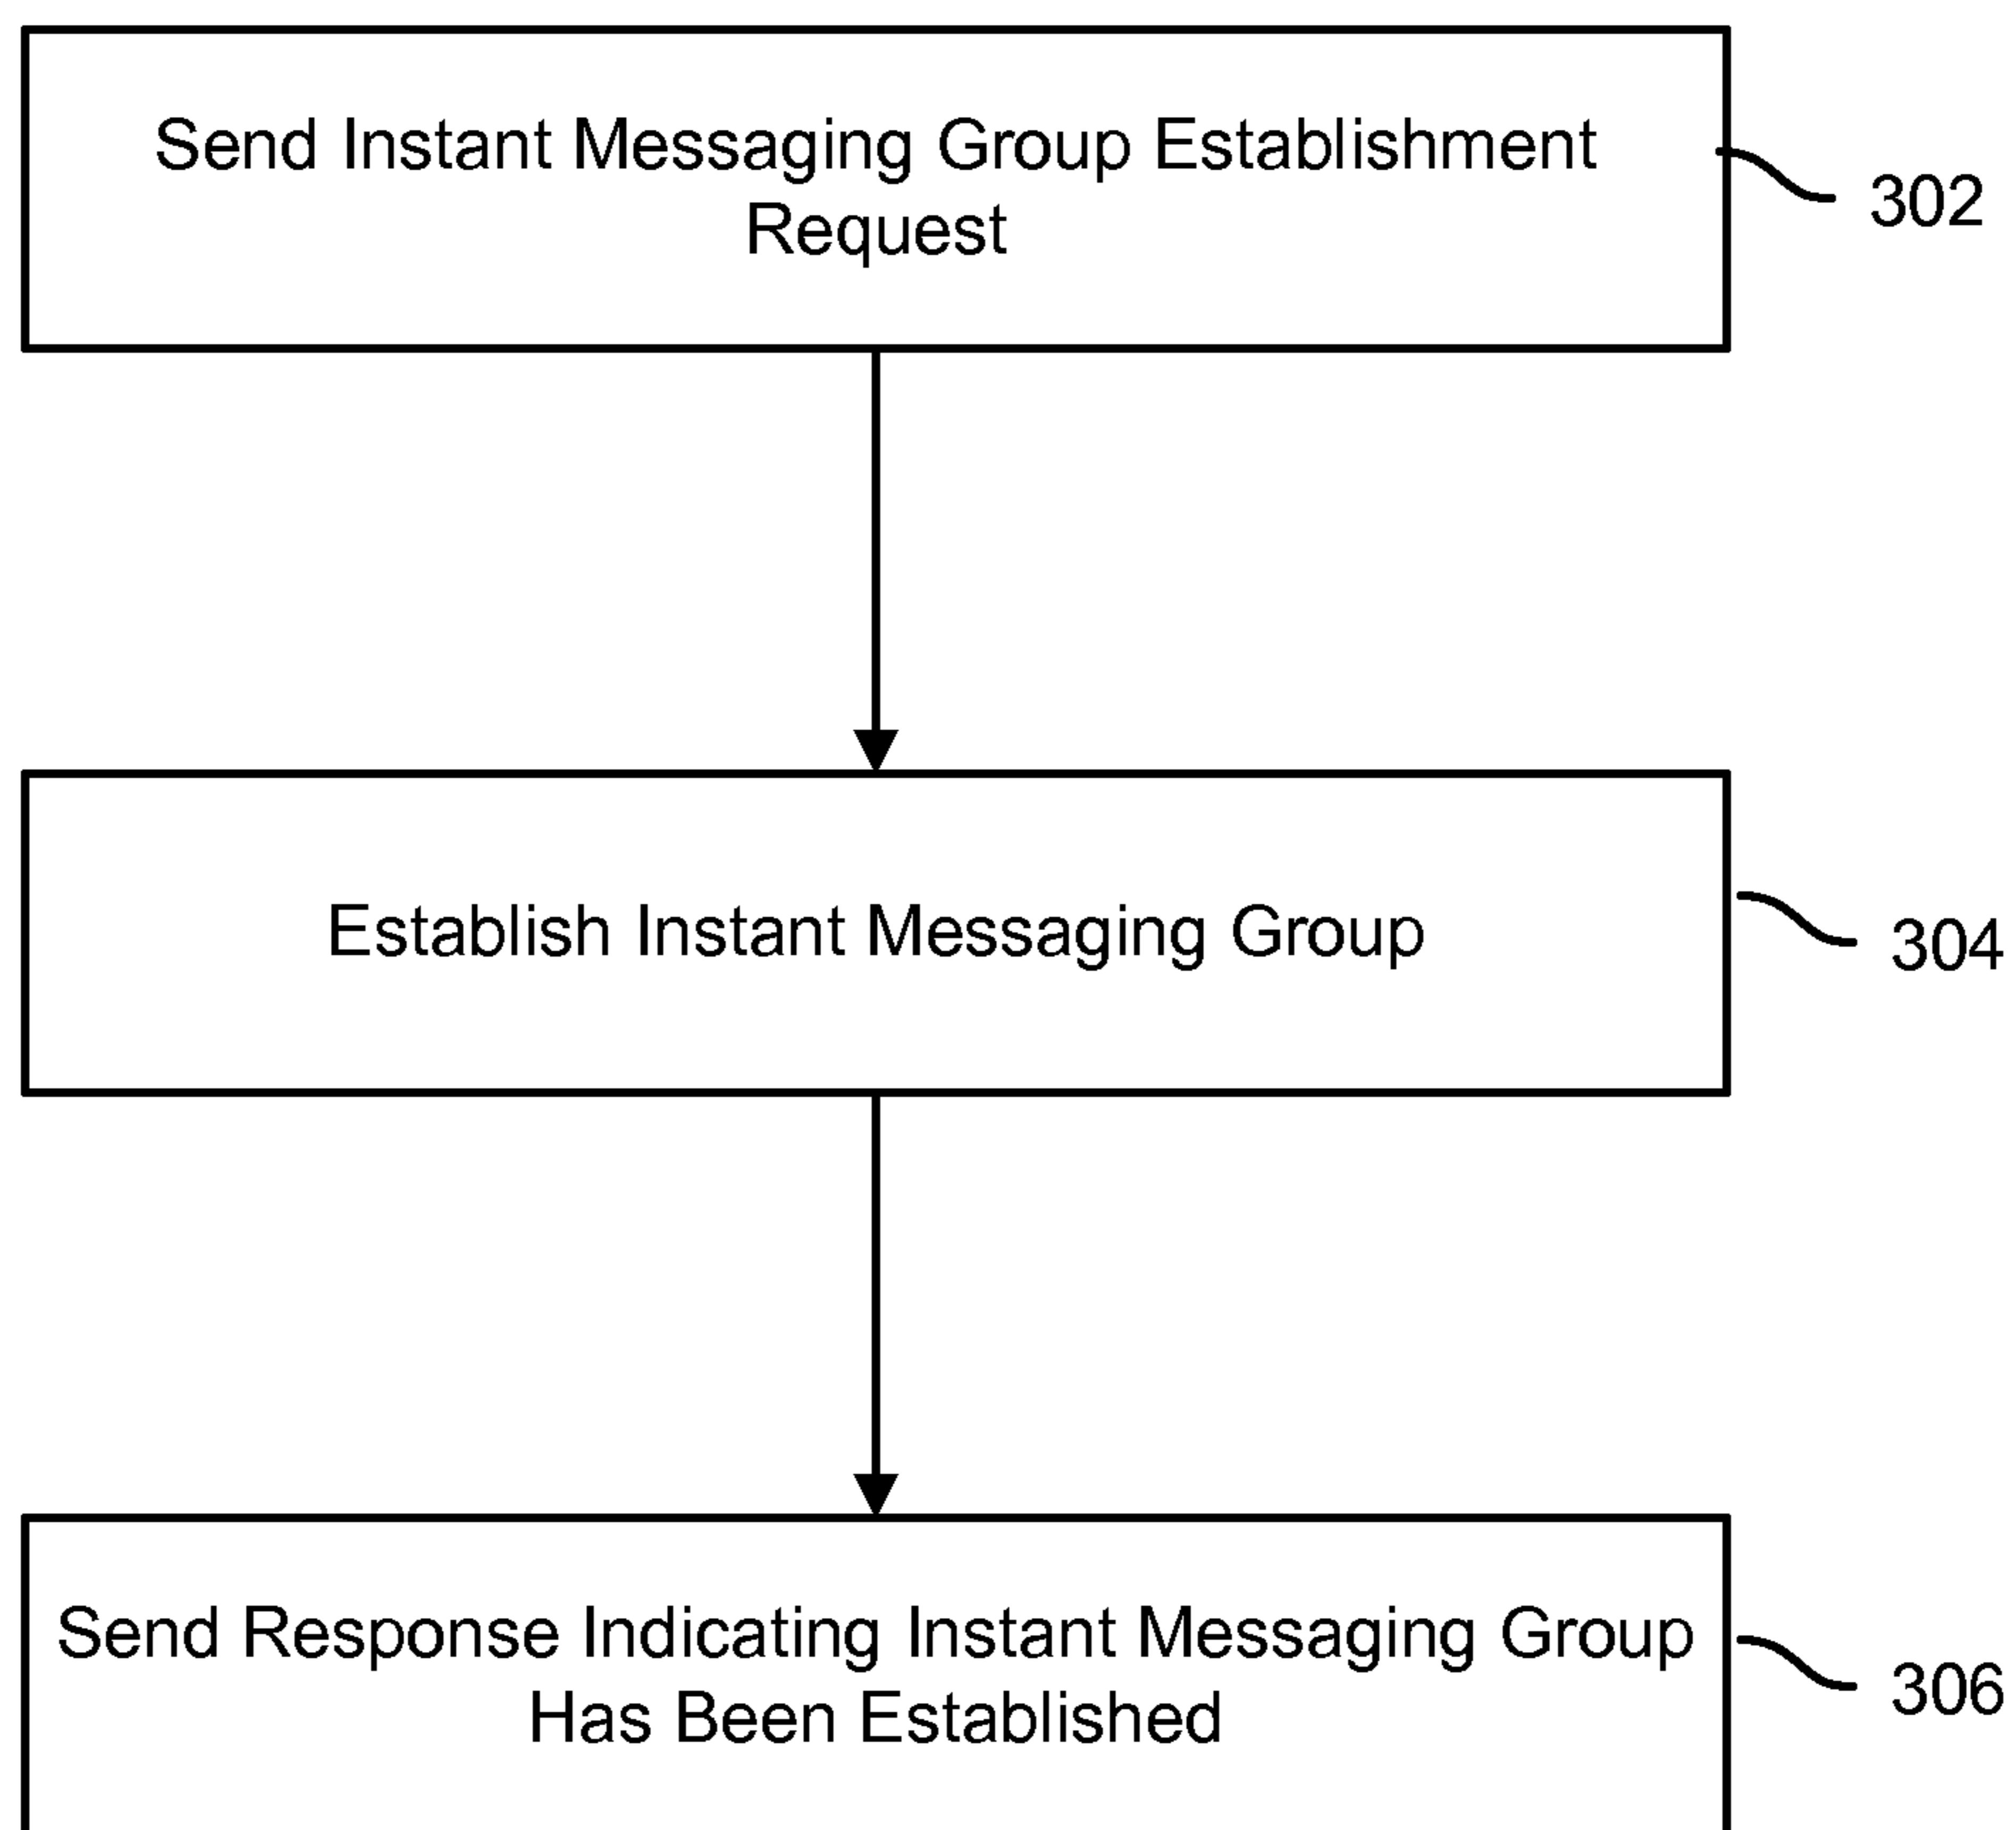 Send Instant Messaging Group Establishment
Request
302
Establish Instant Messaging Group
304
Send Response Indicating Instant Messaging Group
Has Been Established
306